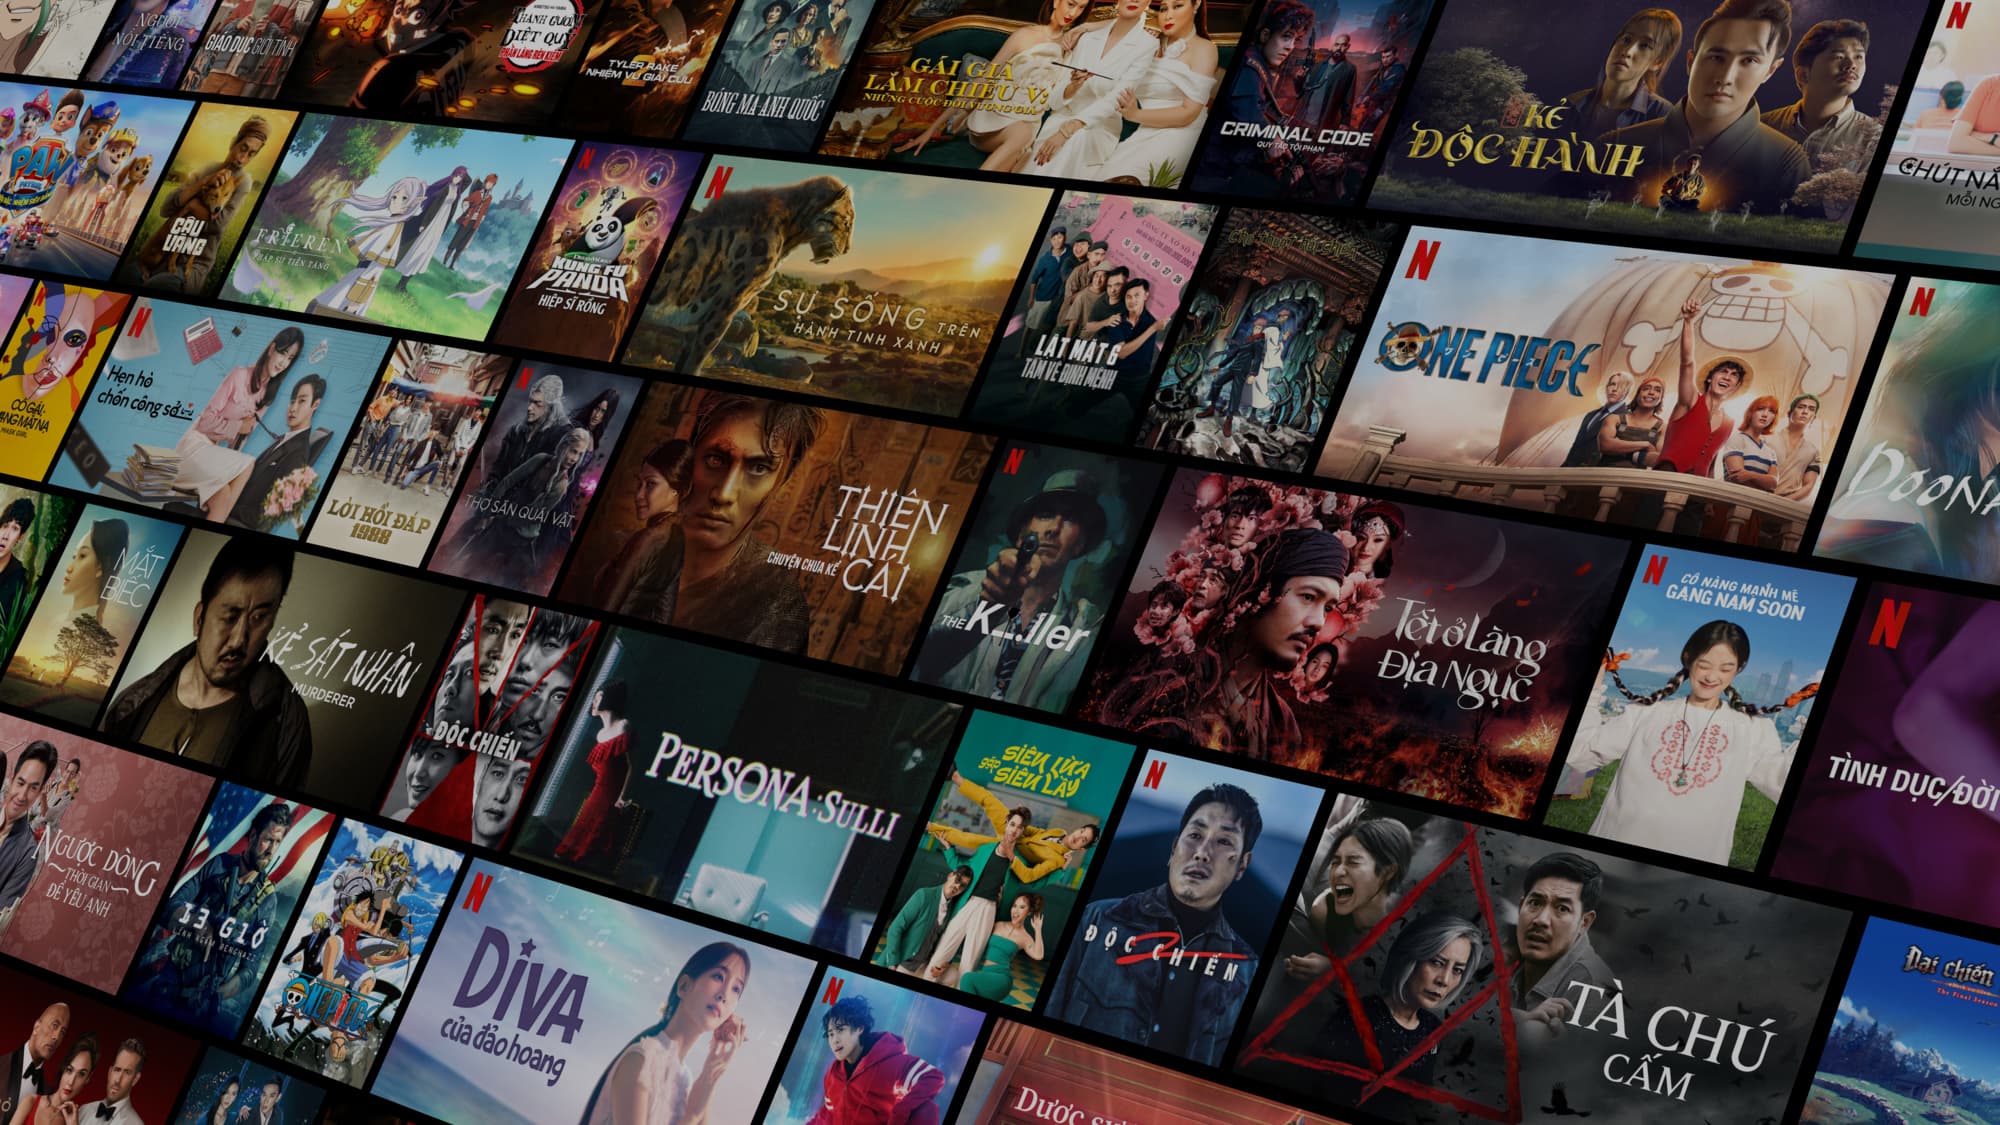 NGƯỜI
NỔI TIẾNG
GIÁO DỤC GIỚI TÍNH
THANH GƯƠM
DIỆT QUỶ
TYLER RAKE
NHIỆM VỤ GIẢI CỨU
BÓNG MA ANH QUỐC
GÁI GIÀ
LẮM CHIÊU V:
NHỮNG CUỘC ĐỜI VƯƠNG GIẢ
CRIMINAL CODE
QUY TẮC TỘI PHẠM
KẺ
ĐỘC HÀNH
N
CHÚT NẮ
MỖI NG
PAW
PATROL
CẬU
VÀNG
FRIEREN
PHÁP SƯ TIỄN TÁNG
N
KUNG FU
PANDA
HIỆP SĨ RỒNG
N
SỰ SỐNG TRÊN
HÀNH TINH XANH
LẬT MẶT 6
TẤM VÉ ĐỊNH MỆNH
N
ONE PIECE
N
DOONA
CÔ GÁI
MASK GIRL
N
Hẹn hò
chốn công sở
LỜI HỒI ĐÁP
1988
N
THỢ SĂN QUÁI VẬT
THIÊN
LINH
CÁI
CHUYỆN CHƯA KỂ
N
THE K...ller
Tết ở Làng
Địa Ngục
N
CÔ NÀNG MẠNH MẼ
GANG NAM SOON
N
TÌNH DỤC/ĐỜI
MẮT
BIẾC
KẺ SÁT NHÂN
MURDERER
ĐỘC CHIẾN
PERSONA:SULLI
SIÊU LỪA
GẶP
SIÊU LẦY
N
ĐỘC CHIẾN
2
TÀ CHÚ
CẤM
Đại chiến
The Final Season
NGƯỢC DÒNG
THỜI GIAN
ĐỂ YÊU ANH
13 GIỜ
ONE PIECE
N
DIVA
của đảo hoang
N
Dược sư